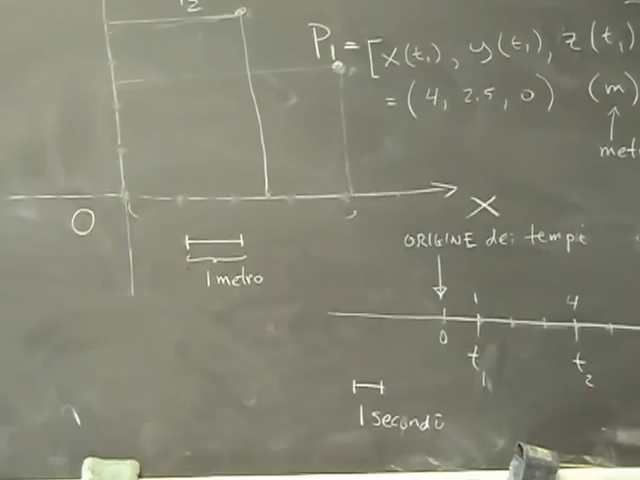 2
P1 = [x(t1), y(t1), z(t1)
= (4, 2.5, 0) (m)
O
X
ORIGINE dei tempi
1 metro
1 4
0
t1 t2
1 secondo